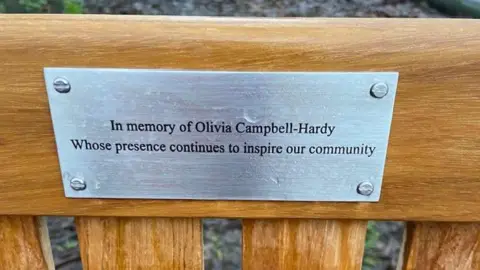 In memory of Olivia Campbell-Hardy
Whose presence continues to inspire our community